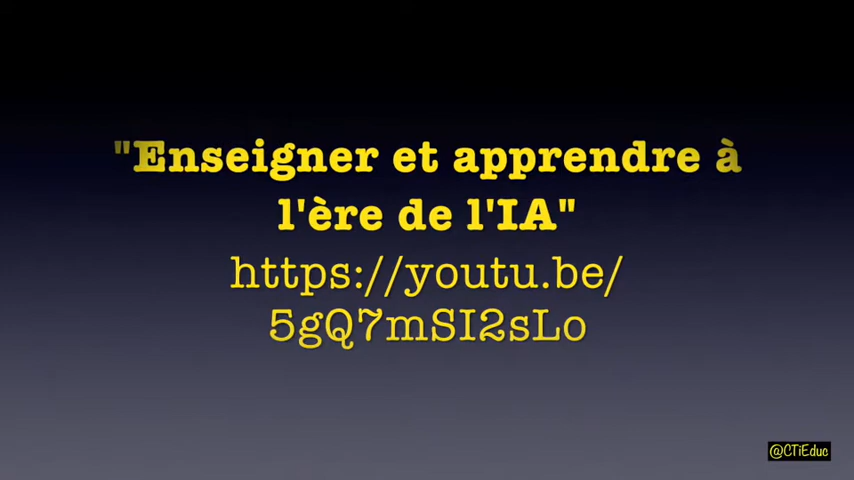 "Enseigner et apprendre à
l'ère de l'IA"
https://youtu.be/
5gQ7mSI2sLo
@CTiEduc